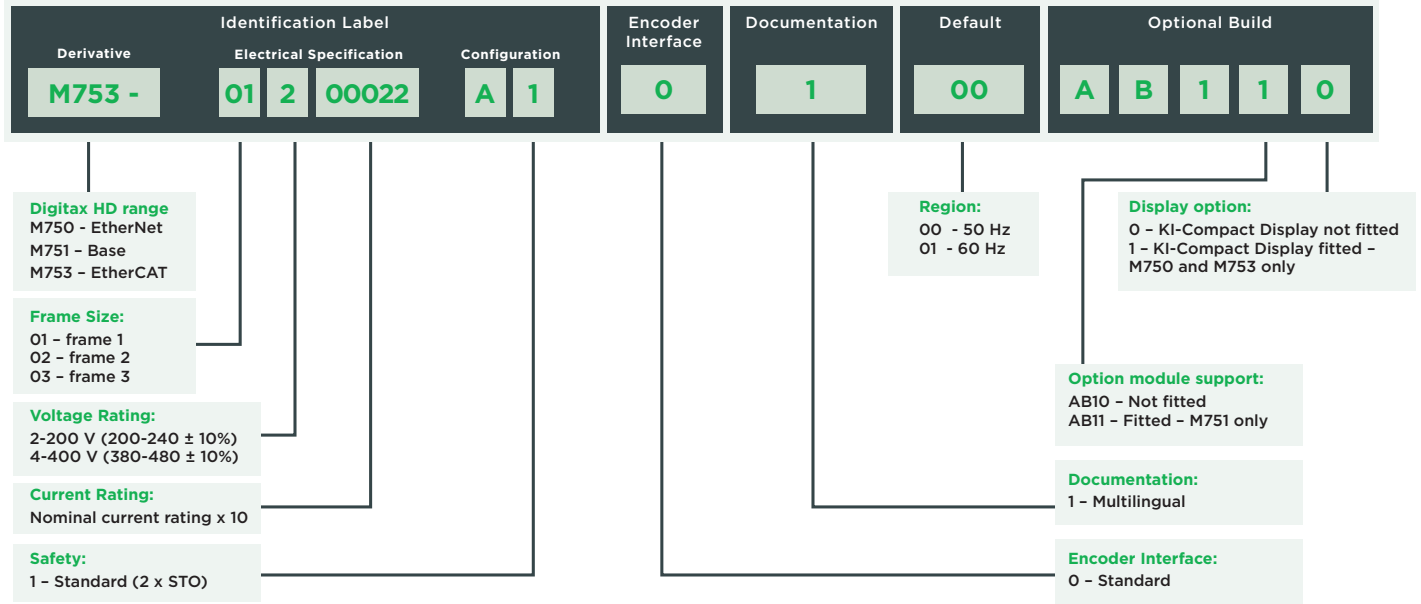 Identification Label
Encoder
Interface
Documentation
Default
Optional Build
Derivative
Electrical Specification
Configuration
M753 -
01
2
00022
A
1
0
1
00
A
B
1
1
0
Digitax HD range
M750 - EtherNet
M751 – Base
M753 – EtherCAT
Frame Size:
01 – frame 1
02 – frame 2
03 – frame 3
Voltage Rating:
2-200 V (200-240 ± 10%)
4-400 V (380-480 ± 10%)
Current Rating:
Nominal current rating x 10
Safety:
1 – Standard (2 x STO)
Region:
00 - 50 Hz
01 - 60 Hz
Display option:
0 – KI-Compact Display not fitted
1 – KI-Compact Display fitted –
M750 and M753 only
Option module support:
AB10 – Not fitted
AB11 – Fitted – M751 only
Documentation:
1 – Multilingual
Encoder Interface:
0 – Standard